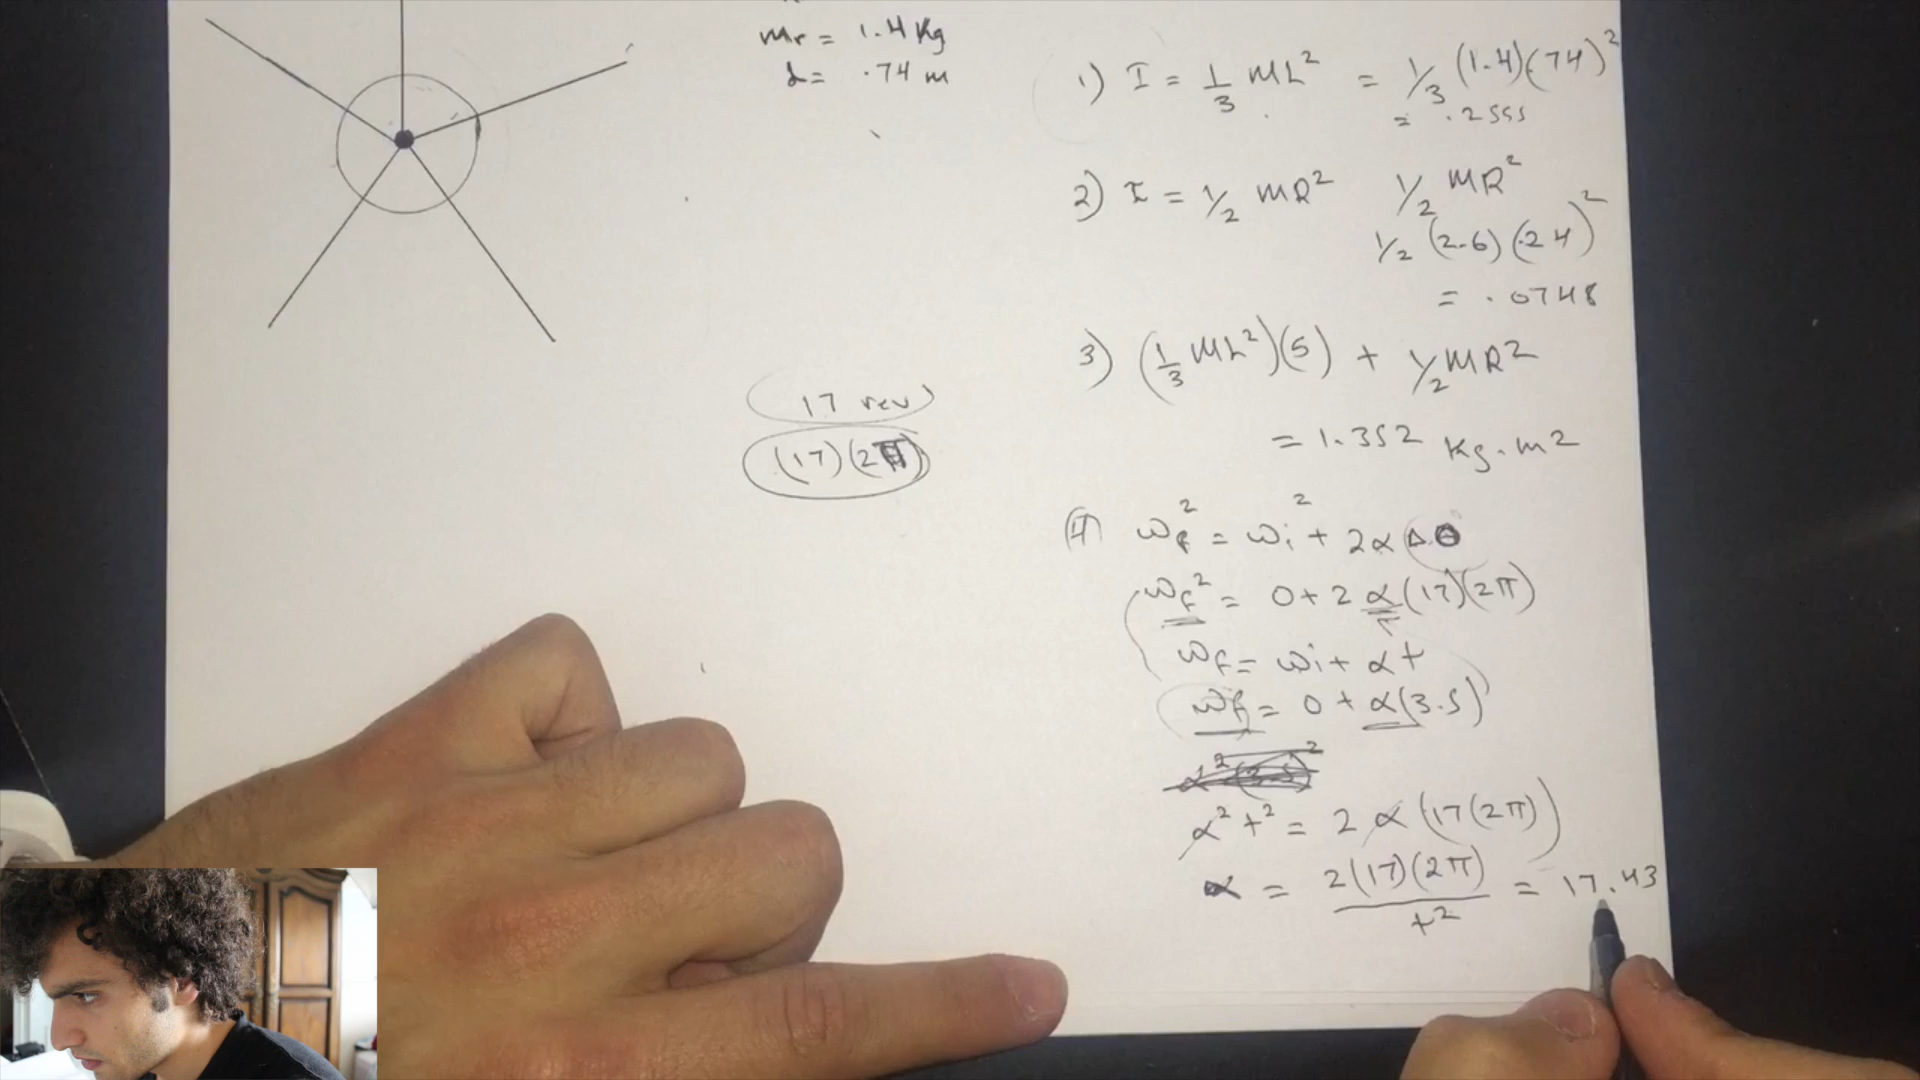 mr = 1.4 Kg
L = .74 m
1) I = 1/3 ML² = 1/3 (1.4)(.74)²
= .2555
2) I = 1/2 MR² 1/2 MR²
1/2 (2.6)(.24)²
= .0748
3) (1/3 ML²)(5) + 1/2 MR²
= 1.352 Kg.m2
17 rev
(17)(2π)
4) ωf² = ωi² + 2α Δθ
ωf² = 0 + 2 α (17)(2π)
ωf = ωi + αt
ωf = 0 + α(3.5)
α² t² = 2 α (17(2π))
α = 2(17)(2π) / t² = 17.43